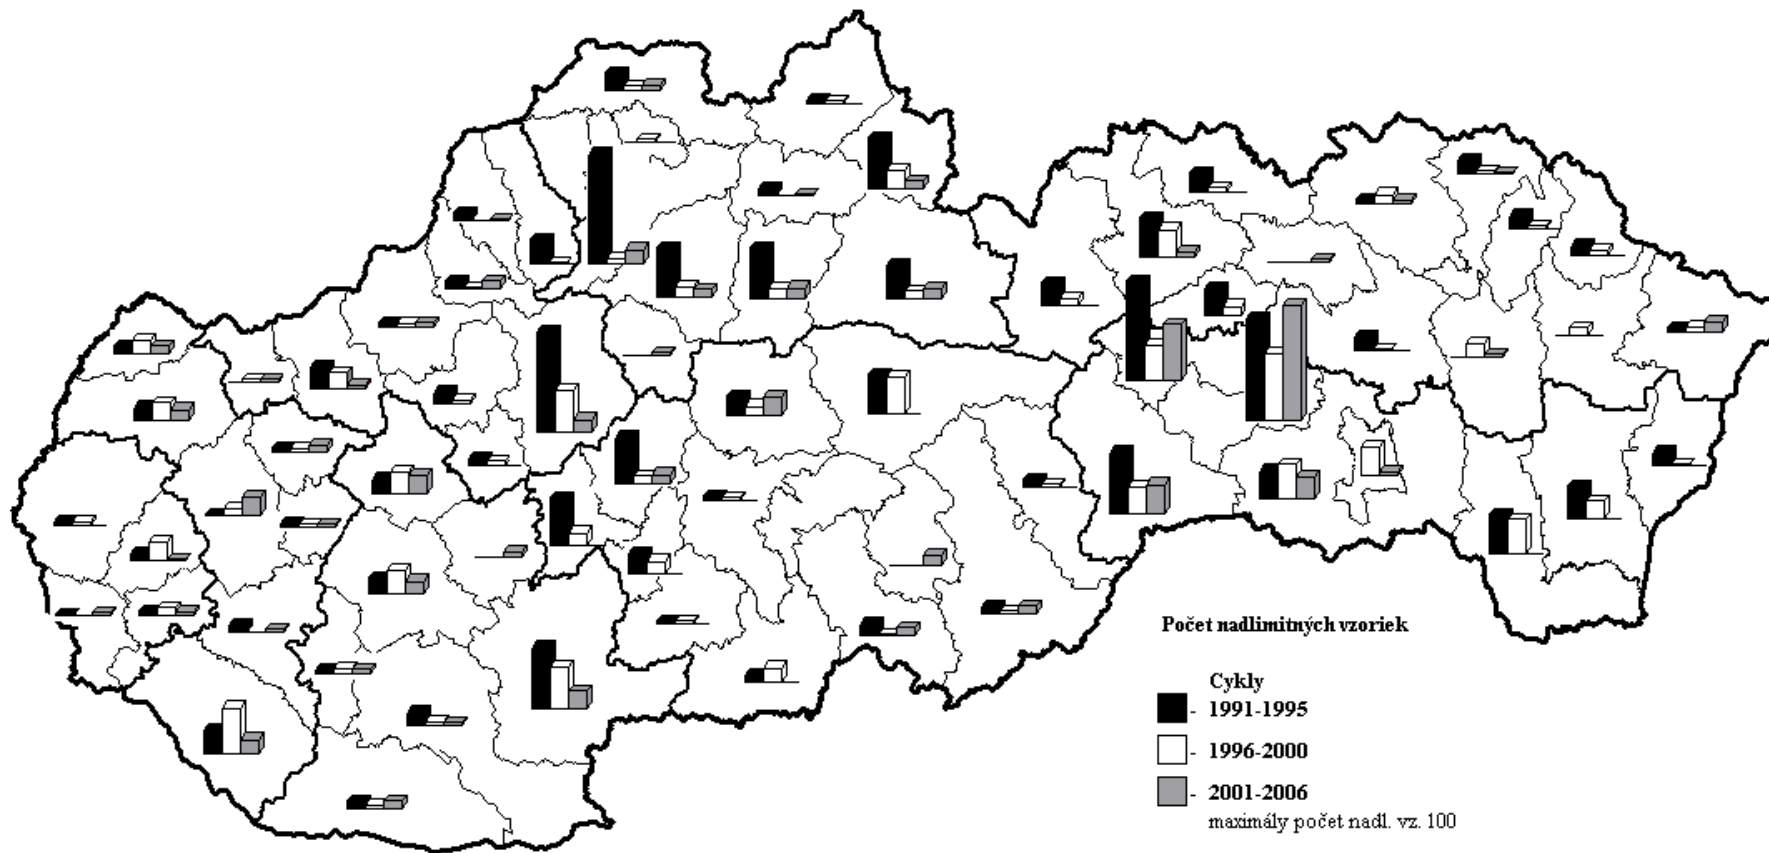 Počet nadlimitných vzoriek
Cykly
- 1991-1995
- 1996-2000
- 2001-2006
maximály počet nadl. vz. 100